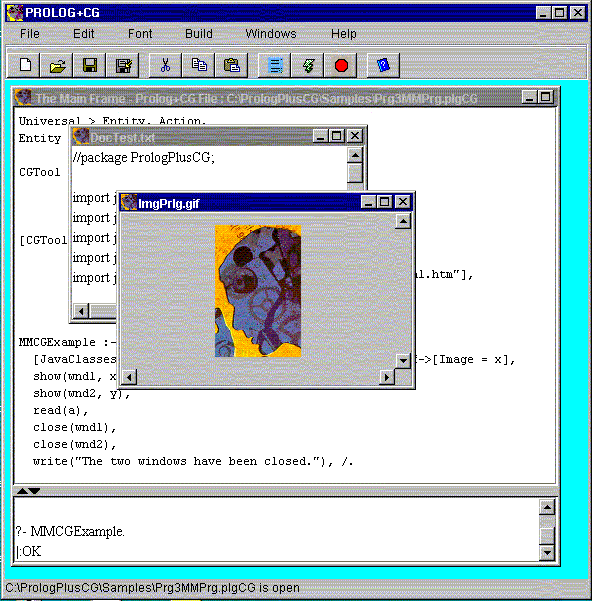 PROLOG+CG
File Edit Font Build Windows Help
The Main Frame - Prolog+CG File : C:\PrologPlusCG\Samples\Prg3MMPrg.plgCG
Universal > Entity, Action.
Entity
DocTest.txt
//package PrologPlusCG;
CGTool
import j
ImgPrlg.gif
import j
[CGTool
import j
import j
al.htm"],
import j
MMCGExample :-
[JavaClasses
->[Image = x],
show(wnd1, x
show(wnd2, y),
read(a),
close(wnd1),
close(wnd2),
write("The two windows have been closed."), /.
?- MMCGExample.
|:OK
C:\PrologPlusCG\Samples\Prg3MMPrg.plgCG is open